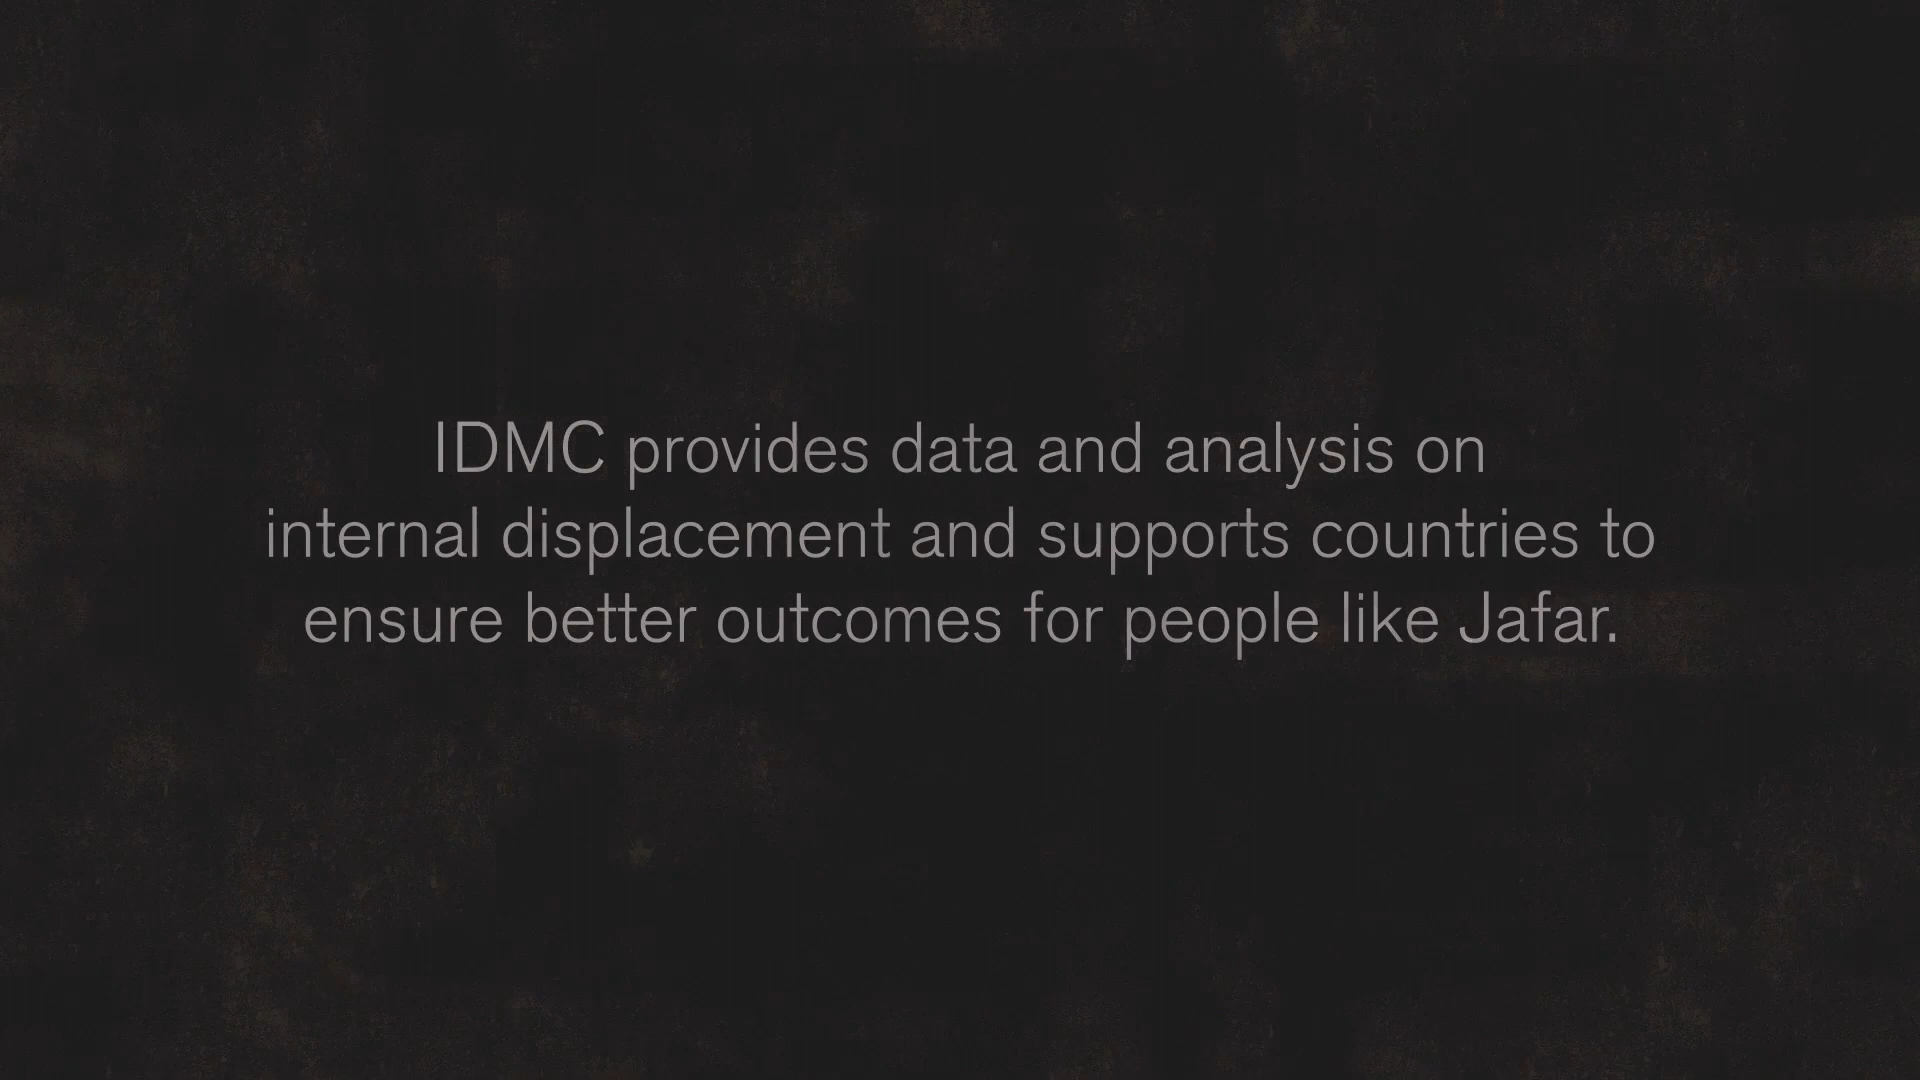 IDMC provides data and analysis on
internal displacement and supports countries to
ensure better outcomes for people like Jafar.